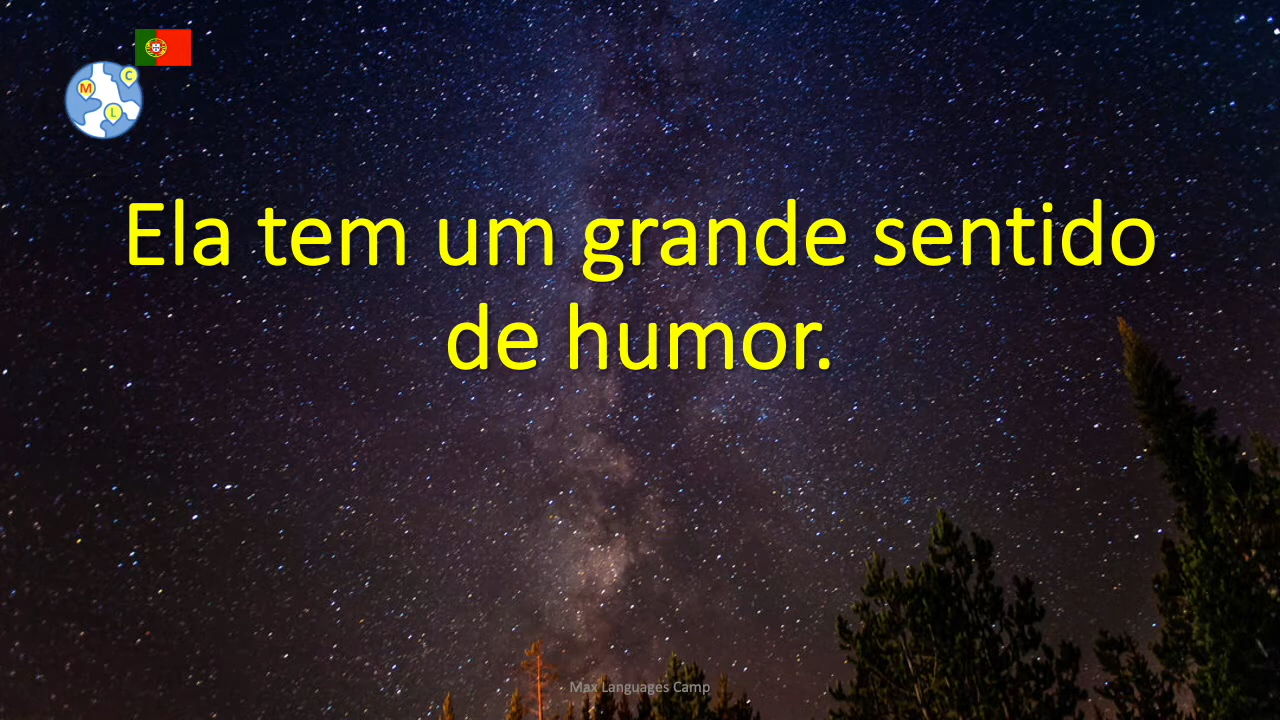 C
M
L
Ela tem um grande sentido
de humor.
Max Languages Camp